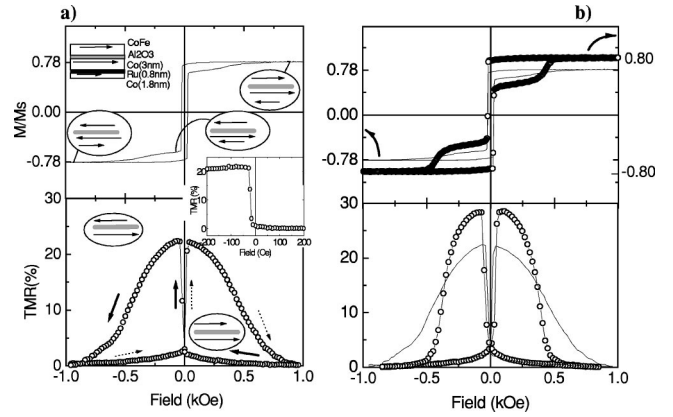 a)
b)
CoFe
Al2O3
Co(3nm)
Ru(0.8nm)
Co(1.8nm)
M/Ms
0.78
0.00
-0.78
0.78
0.00
-0.78
0.80
-0.80
TMR (%)
20
10
0
-200 -100 0 100 200
Field (Oe)
TMR(%)
30
20
10
0
30
20
10
0
-1.0 -0.5 0.0 0.5 1.0
-1.0 -0.5 0.0 0.5 1.0
Field (kOe)
Field (kOe)